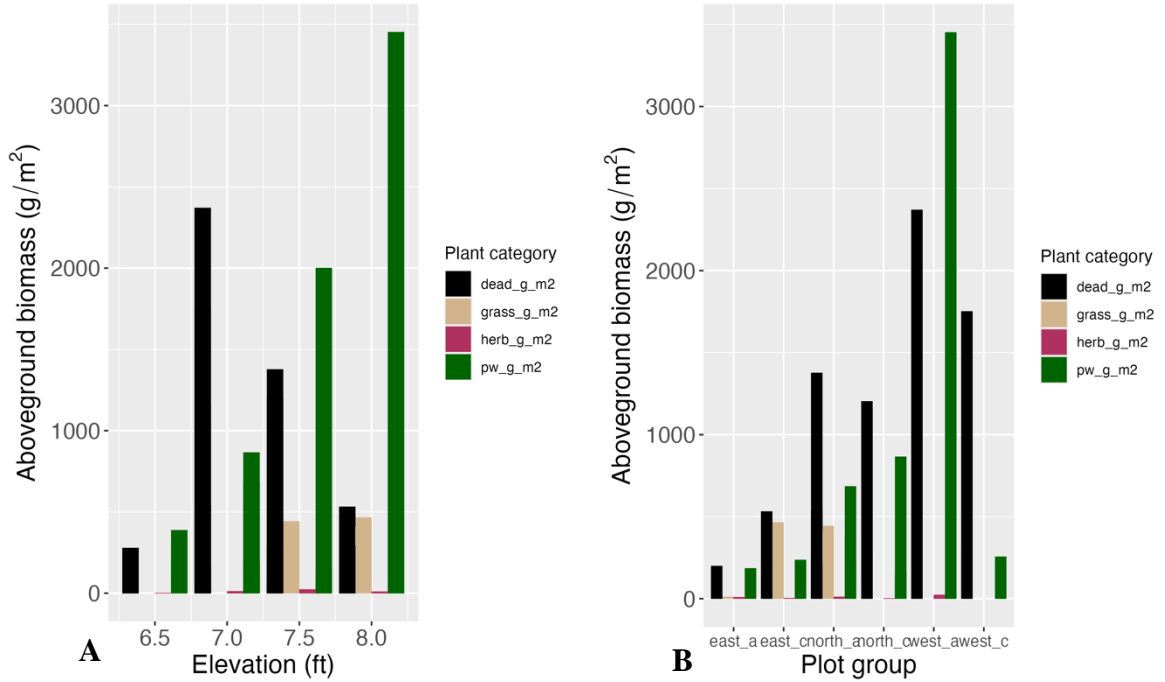 Aboveground biomass (g/m²)
3000
2000
1000
0
6.5 7.0 7.5 8.0
Elevation (ft)
A
Plant category
dead_g_m2
grass_g_m2
herb_g_m2
pw_g_m2
Aboveground biomass (g/m²)
3000
2000
1000
0
east_a east_c north_a north_c west_a west_c
Plot group
B
Plant category
dead_g_m2
grass_g_m2
herb_g_m2
pw_g_m2